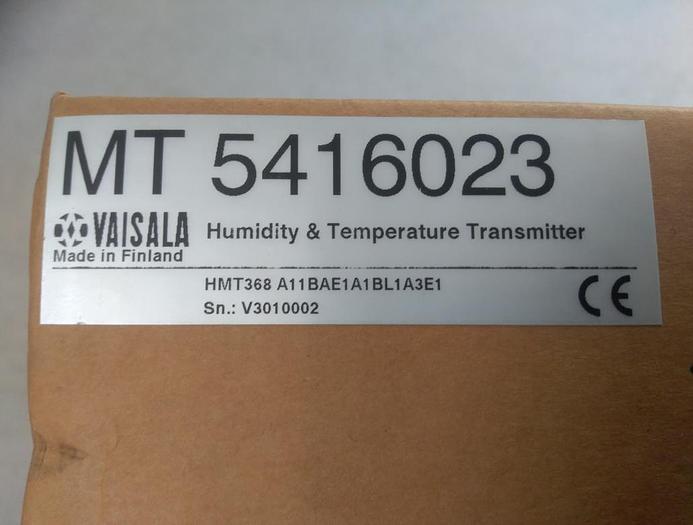 MT 5416023
VAISALA Humidity & Temperature Transmitter
Made in Finland
HMT368 A11BAE1A1BL1A3E1
Sn.: V3010002
CE